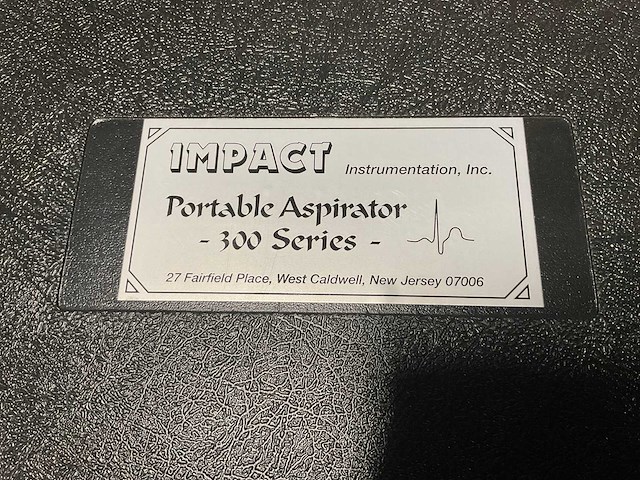 IMPACT Instrumentation, Inc.
Portable Aspirator
- 300 Series -
27 Fairfield Place, West Caldwell, New Jersey 07006